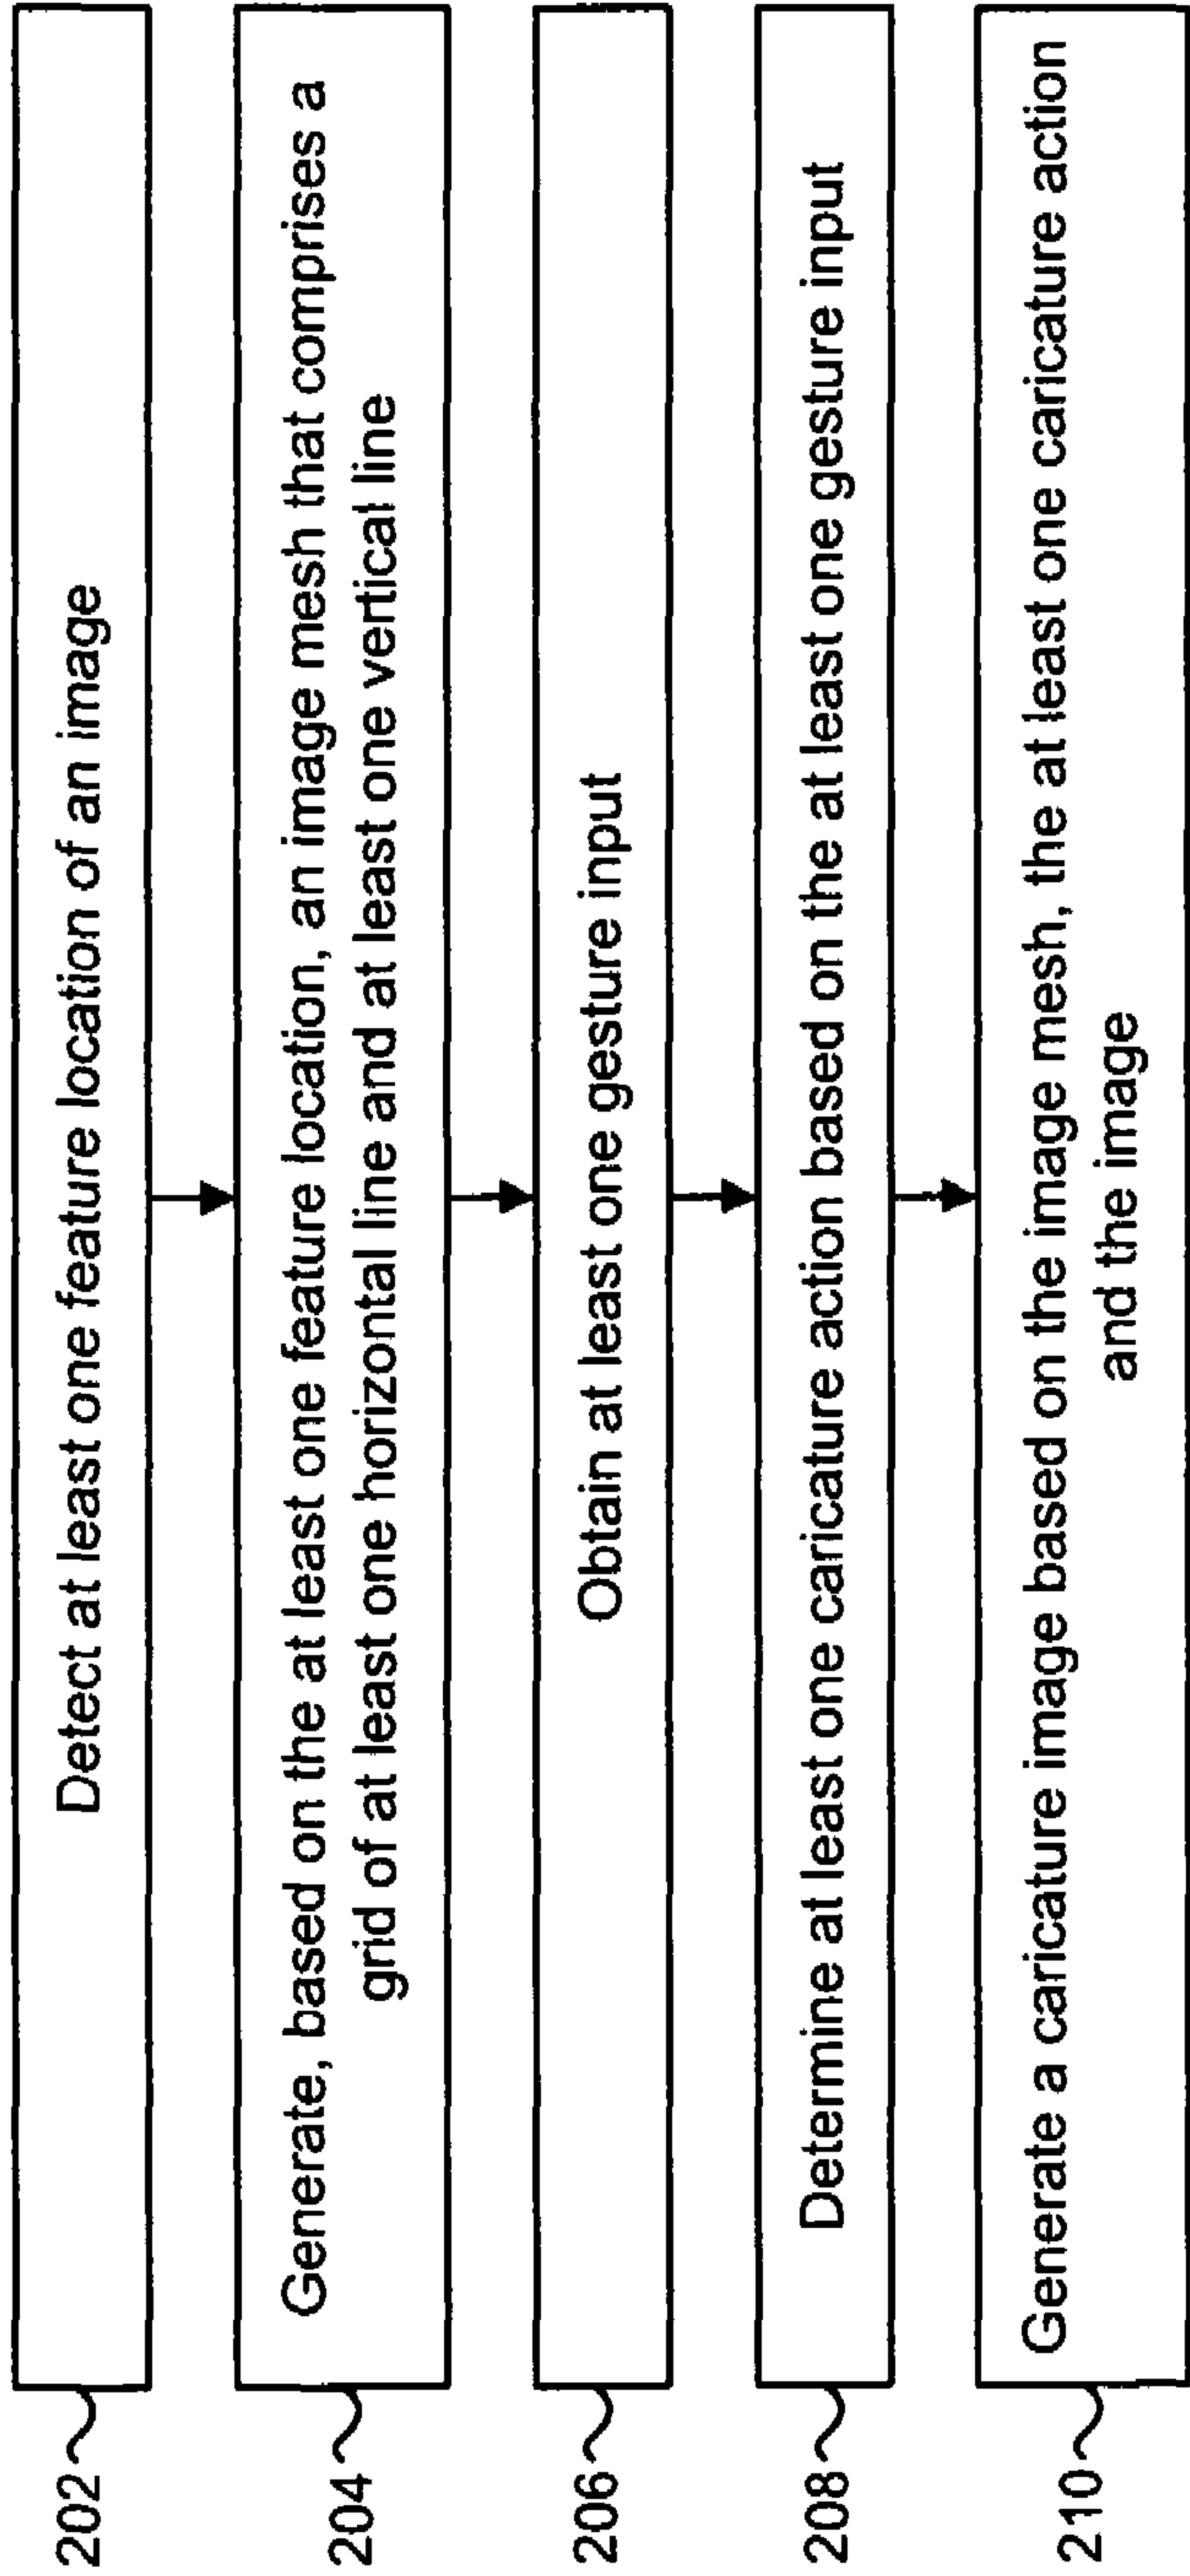 202
Detect at least one feature location of an image
204
Generate, based on the at least one feature location, an image mesh that comprises a
grid of at least one horizontal line and at least one vertical line
206
Obtain at least one gesture input
208
Determine at least one caricature action based on the at least one gesture input
210
Generate a caricature image based on the image mesh, the at least one caricature action
and the image